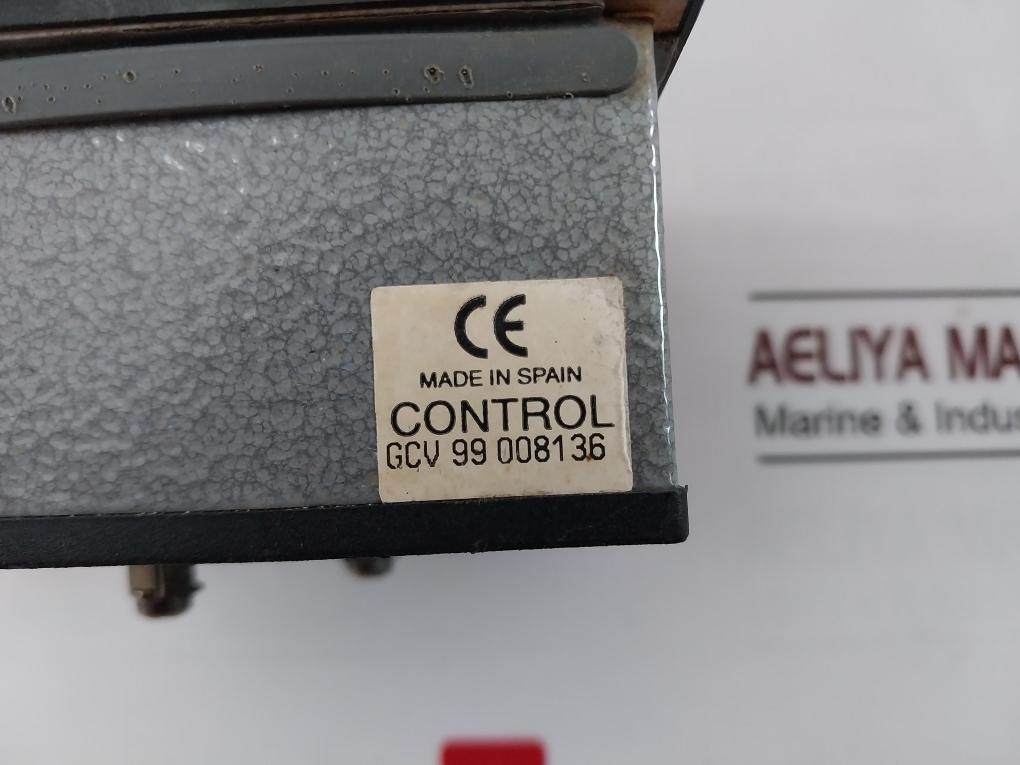 CE
MADE IN SPAIN
CONTROL
GCV 99 008136
AELIYA MA
Marine & Indus